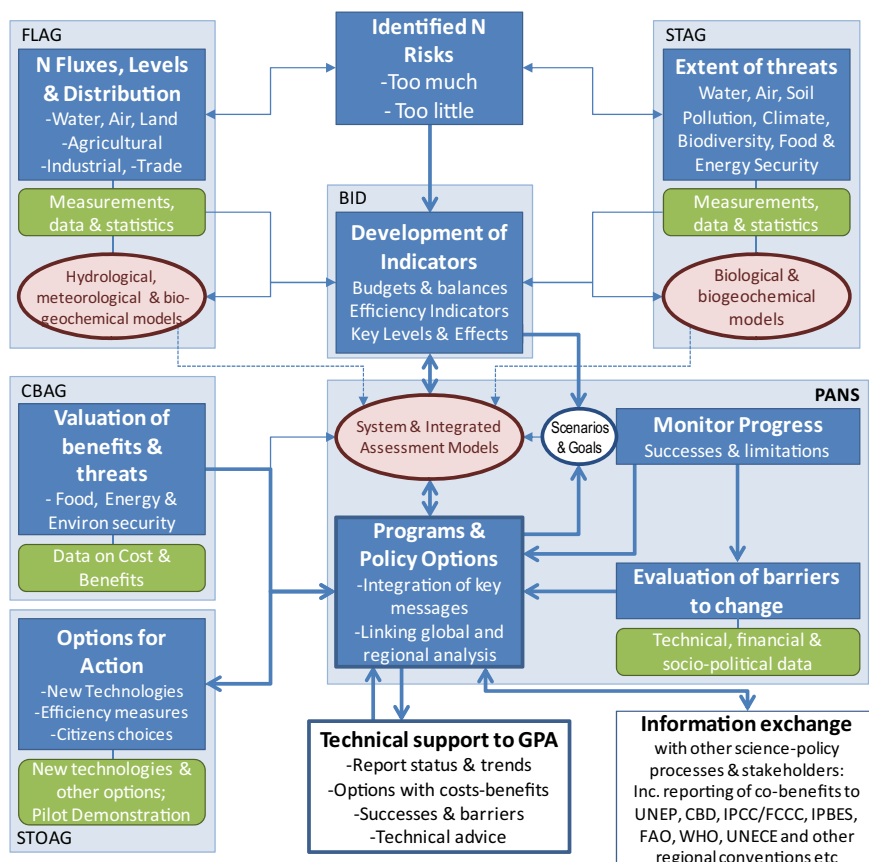 FLAG
N Fluxes, Levels
& Distribution
-Water, Air, Land
-Agricultural
-Industrial, -Trade
Measurements,
data & statistics
Hydrological,
meteorological & bio-
geochemical models
Identified N
Risks
-Too much
- Too little
STAG
Extent of threats
Water, Air, Soil
Pollution, Climate,
Biodiversity, Food &
Energy Security
Measurements,
data & statistics
Biological &
biogeochemical
models
BID
Development of
Indicators
Budgets & balances
Efficiency Indicators
Key Levels & Effects
CBAG
Valuation of
benefits &
threats
- Food, Energy &
Environ security
Data on Cost &
Benefits
PANS
System & Integrated
Assessment Models
Scenarios
& Goals
Monitor Progress
Successes & limitations
Programs &
Policy Options
-Integration of key
messages
-Linking global and
regional analysis
Evaluation of barriers
to change
Technical, financial &
socio-political data
Options for
Action
-New Technologies
-Efficiency measures
- Citizens choices
New technologies &
other options;
Pilot Demonstration
STOAG
Technical support to GPA
-Report status & trends
-Options with costs-benefits
-Successes & barriers
-Technical advice
Information exchange
with other science-policy
processes & stakeholders:
Inc. reporting of co-benefits to
UNEP, CBD, IPCC/FCCC, IPBES,
FAO, WHO, UNECE and other
regional conventions etc